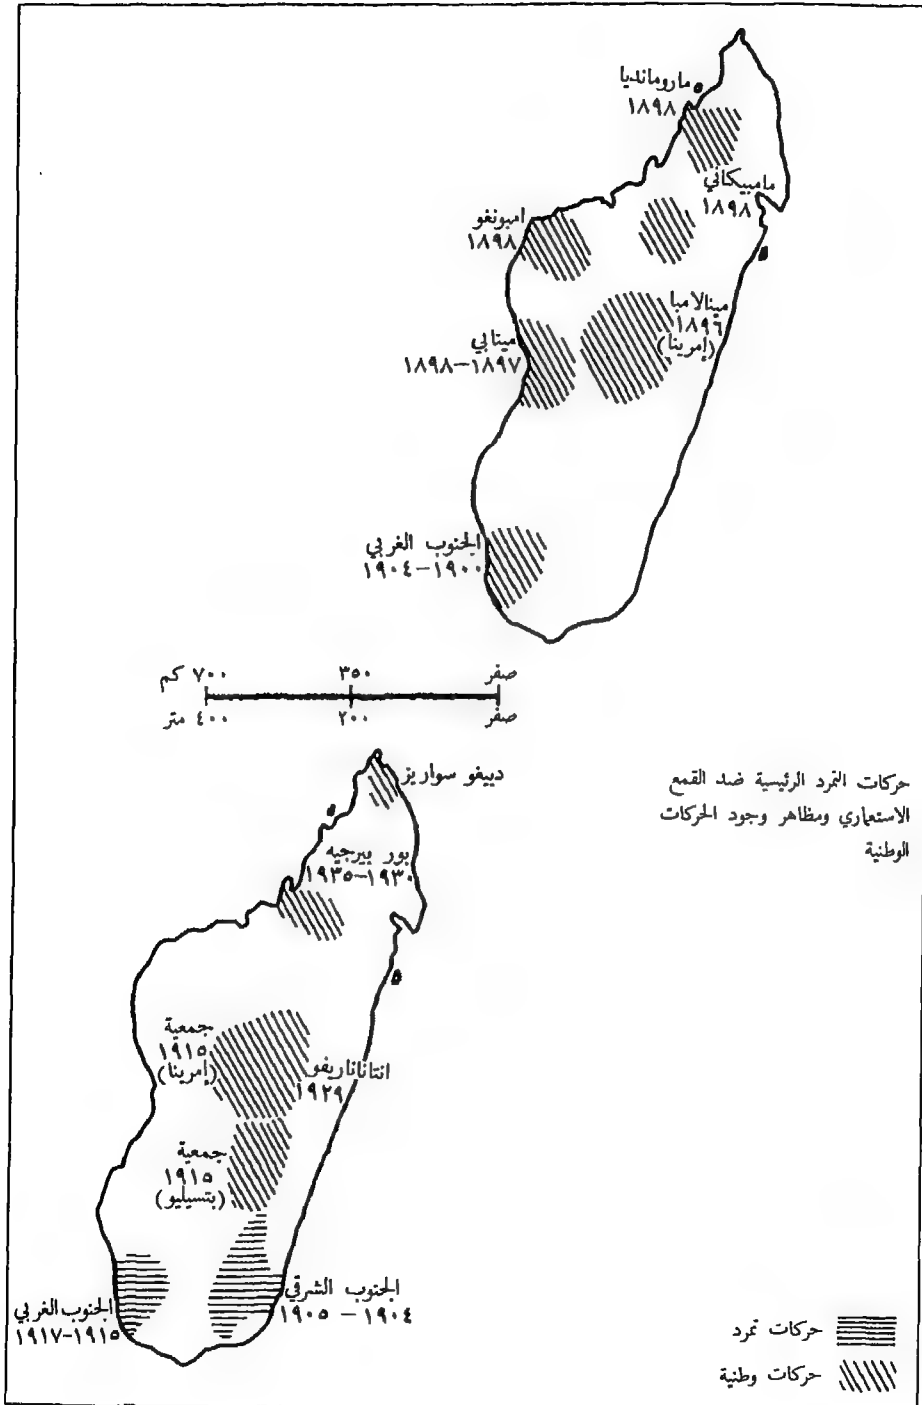 ماروماندیا
١٨٩٨
مامبيكاني
١٨٩٨
امبونغو
١٨٩٨
مينالامبا
١٨٩٦
(إمرينا)
ميتابي
١٨٩٧–١٨٩٨
الجنوب الغربي
١٩٠٠–١٩٠٤
صفر ٣٥٠ ٧٠٠ كم
صفر ٢٠٠ ٤٠٠ متر
حركات التمرد الرئيسية ضد القمع
الاستعماري ومظاهر وجود الحركات
الوطنية
دييغو سواريز
بور بيرجيه
١٩٣٠–١٩٣٥
جمعية
١٩١٥
(إمرينا)
انتاناناريفو
١٩٢٩
جمعية
١٩١٥
(بتسيليو)
الجنوب الشرقي
١٩٠٤ – ١٩٠٥
الجنوب الغربي
١٩١٥–١٩١٧
حركات تمرد
حركات وطنية